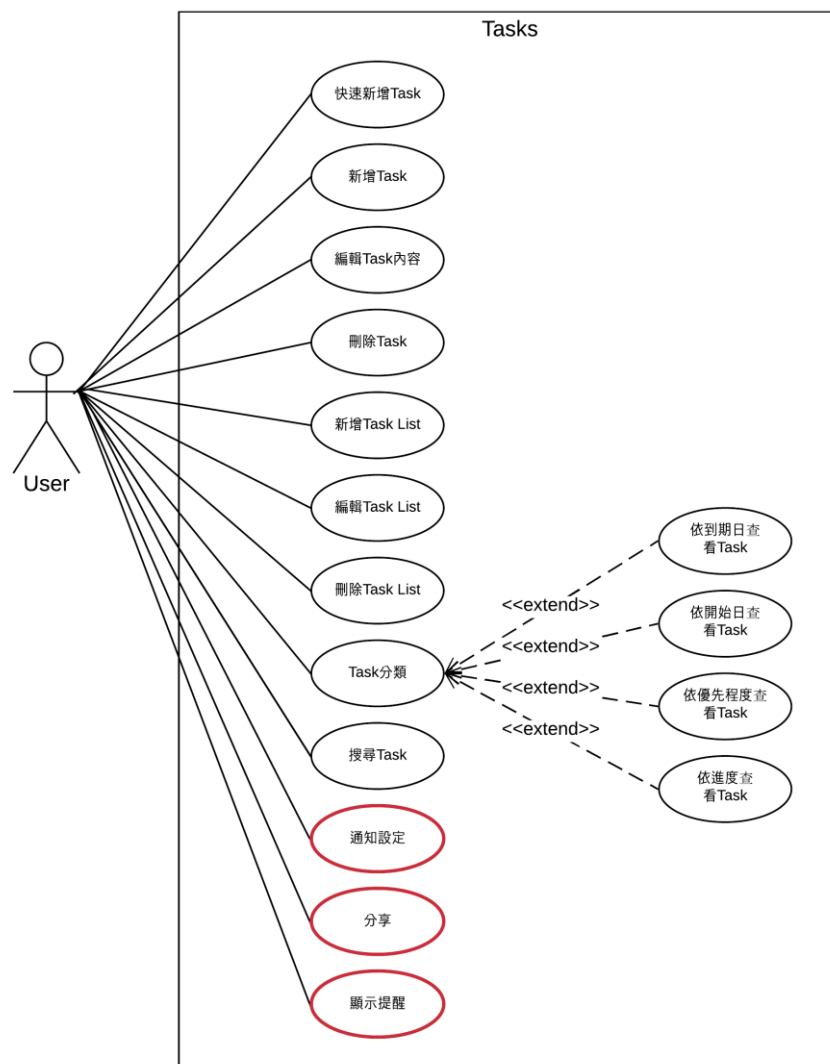 Tasks
快速新增Task
新增Task
編輯Task內容
刪除Task
新增Task List
User
編輯Task List
依到期日查
看Task
刪除Task List
<<extend>>
依開始日查
看Task
<<extend>>
Task分類
<<extend>>
依優先程度查
看Task
<<extend>>
搜尋Task
依進度查
看Task
通知設定
分享
顯示提醒